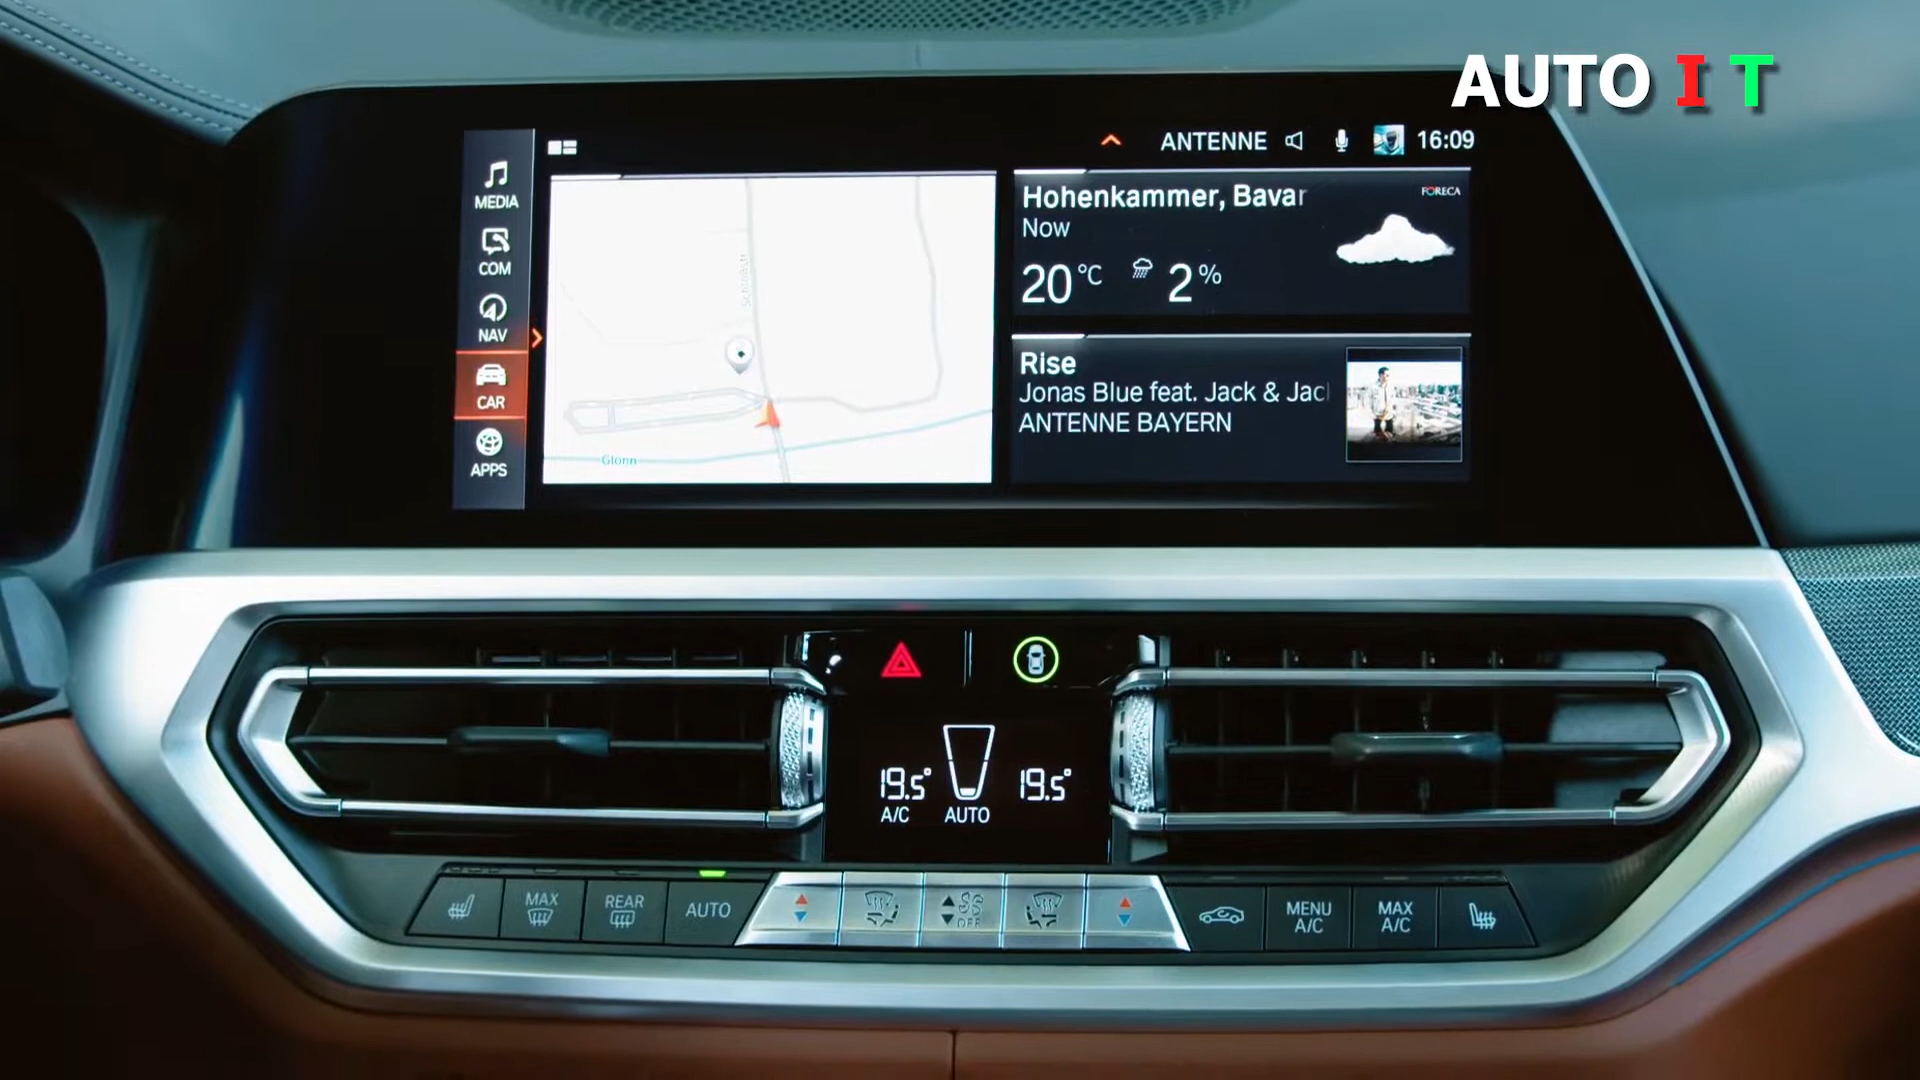 AUTO I T
ANTENNE 16:09
MEDIA
COM
NAV
CAR
APPS
Glonn
Hohenkammer, Bavar
FORECA
Now
20 °C 2 %
Rise
Jonas Blue feat. Jack & Jac
ANTENNE BAYERN
19.5° 19.5°
A/C AUTO
MAX
REAR
AUTO
OFF
MENU
A/C
MAX
A/C